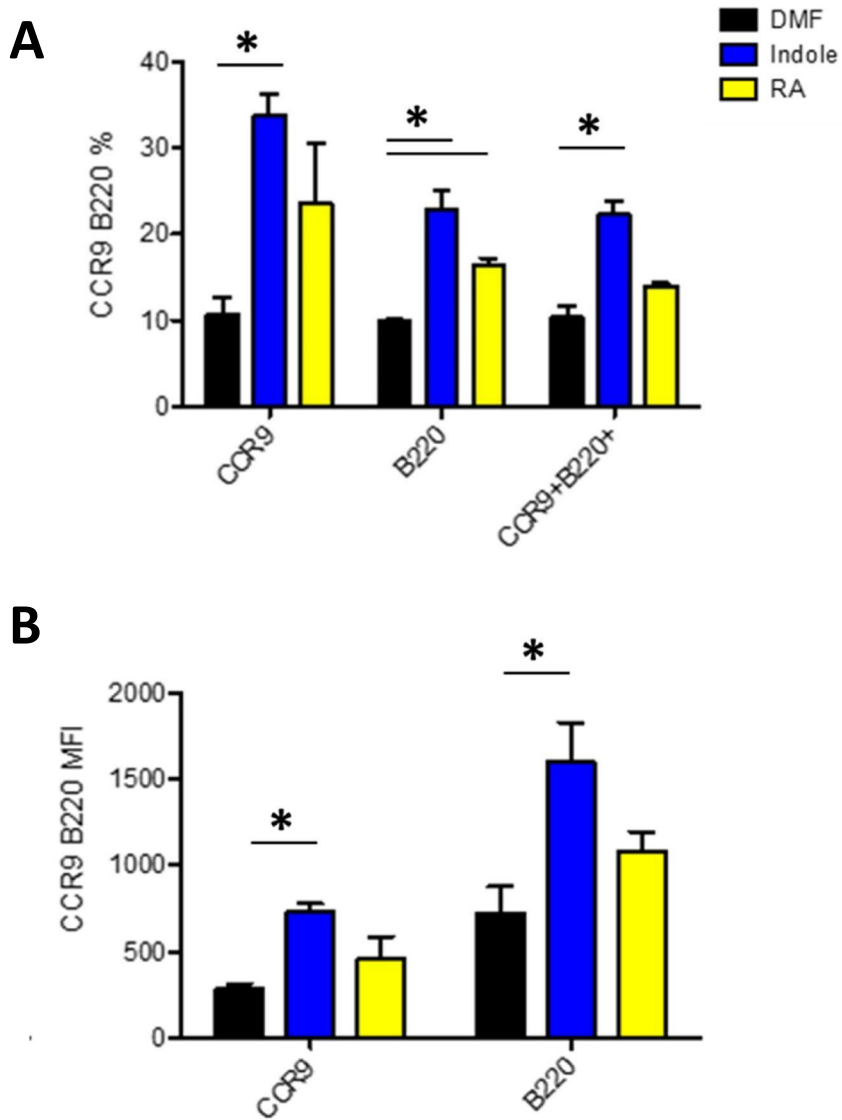 A
DMF
Indole
RA
*
*
*
CCR9 B220 %
40
30
20
10
0
CCR9
B220
CCR9+B220+
B
*
*
CCR9 B220 MFI
2000
1500
1000
500
0
CCR9
B220